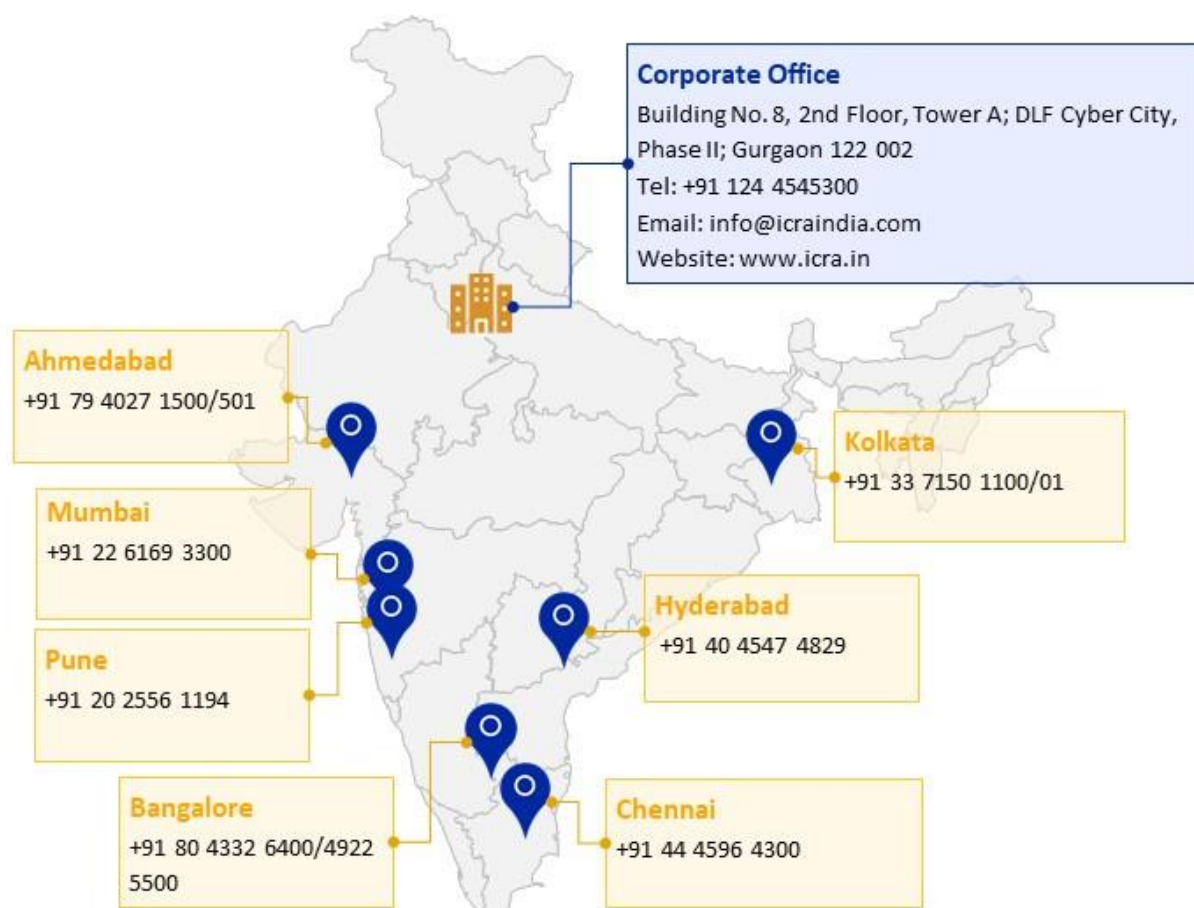 Corporate Office
Building No. 8, 2nd Floor, Tower A; DLF Cyber City,
Phase II; Gurgaon 122 002
Tel: +91 124 4545300
Email: info@icraindia.com
Website: www.icra.in
Ahmedabad
+91 79 4027 1500/501
Kolkata
+91 33 7150 1100/01
Mumbai
+91 22 6169 3300
Hyderabad
+91 40 4547 4829
Pune
+91 20 2556 1194
Bangalore
+91 80 4332 6400/4922
5500
Chennai
+91 44 4596 4300